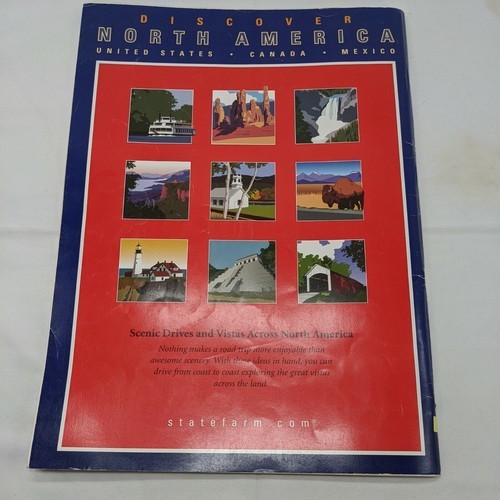 DISCOVER
NORTH AMERICA
UNITED STATES • CANADA • MEXICO
Scenic Drives and Vistas Across North America
Nothing makes a road trip more enjoyable than
awesome scenery. With these ideas in hand, you can
drive from coast to coast exploring the great vistas
across the land.
statefarm.com